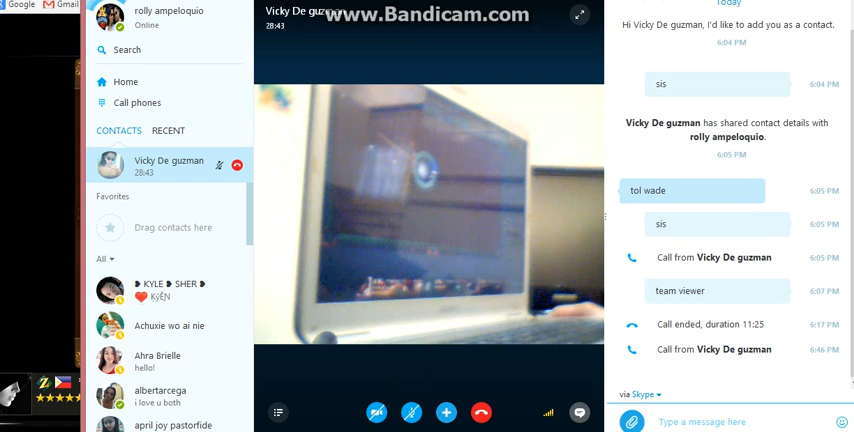 Google
Gmail
rolly ampeloquio
Online
Search
Home
Call phones
CONTACTS
RECENT
Vicky De guzman
28:43
Favorites
Drag contacts here
All
❥ KYLE ❥ SHER ❥
Achuxie wo ai nie
Ahra Brielle
hello!
albertarcega
i love u both
april joy pastorfide
Vicky De guzman
28:43
www.Bandicam.com
Today
Hi Vicky De guzman, I'd like to add you as a contact.
6:04 PM
sis
6:04 PM
Vicky De guzman has shared contact details with
rolly ampeloquio.
6:05 PM
tol wade
6:05 PM
sis
6:05 PM
Call from Vicky De guzman
6:05 PM
team viewer
6:07 PM
Call ended, duration 11:25
6:17 PM
Call from Vicky De guzman
6:46 PM
via Skype
Type a message here